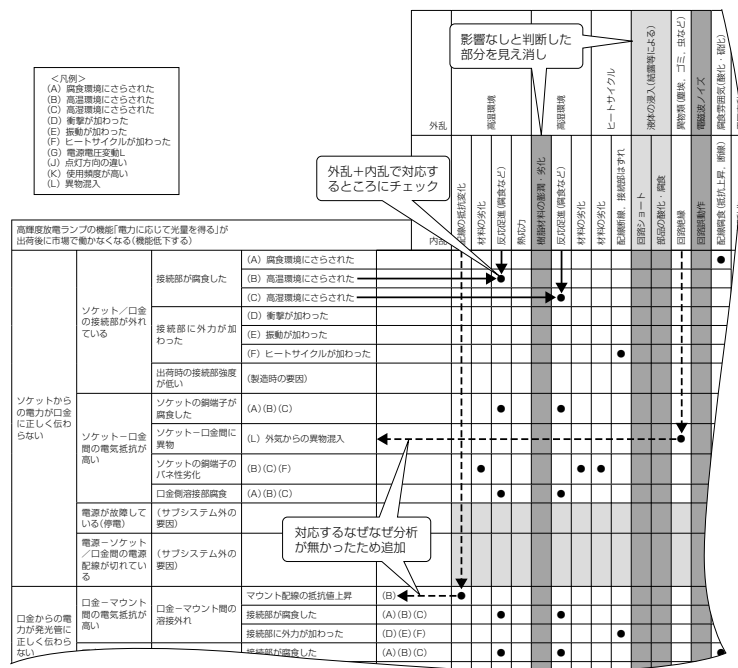 影響なしと判断した
部分を見え消し
<凡例>
(A) 腐食環境にさらされた
(B) 高温環境にさらされた
(C) 高湿環境にさらされた
(D) 衝撃が加わった
(E) 振動が加わった
(F) ヒートサイクルが加わった
(G) 電源電圧変動L
(J) 点灯方向の違い
(K) 使用頻度が高い
(L) 異物混入
外乱
高温環境
高湿環境
ヒートサイクル
液体の浸入(結露等による)
異物類(塵埃、ゴミ、虫など)
電磁波ノイズ
腐食雰囲気(酸化・硫化)
外乱+内乱で対応す
るところにチェック
内乱
配線の抵抗変化
材料の劣化
反応促進(腐食など)
熱応力
樹脂材料の膨潤・劣化
反応促進(腐食など)
材料の劣化
材料の劣化
配線断線、接続部はずれ
回路ショート
部品の酸化・腐食
回路絶縁
回路誤動作
配線腐食(抵抗上昇、断線)
高輝度放電ランプの機能「電力に応じて光量を得る」が
出荷後に市場で働かなくなる(機能低下する)
ソケットから
の電力が口金
に正しく伝わ
らない
ソケット/口金
の接続部が外れ
ている
接続部が腐食した
(A) 腐食環境にさらされた
(B) 高温環境にさらされた
(C) 高湿環境にさらされた
接続部に外力が加
わった
(D) 衝撃が加わった
(E) 振動が加わった
(F) ヒートサイクルが加わった
出荷時の接続部強度
が低い
(製造時の要因)
ソケット−口金
間の電気抵抗が
高い
ソケットの銅端子が
腐食した
(A)(B)(C)
ソケット−口金間に
異物
(L) 外気からの異物混入
ソケットの銅端子の
バネ性劣化
(B)(C)(F)
口金側溶接部腐食
(A)(B)(C)
電源が故障して
いる(停電)
(サブシステム外の
要因)
電源−ソケット
/口金間の電源
配線が切れてい
る
(サブシステム外の
要因)
対応するなぜなぜ分析
が無かったため追加
口金からの電
力が発光管に
正しく伝わら
ない
口金−マウント
間の電気抵抗が
高い
口金−マウント間の
溶接外れ
マウント配線の抵抗値上昇
(B)
接続部が腐食した
(A)(B)(C)
接続部に外力が加わった
(D)(E)(F)
接続部が腐食した
(A)(B)(C)